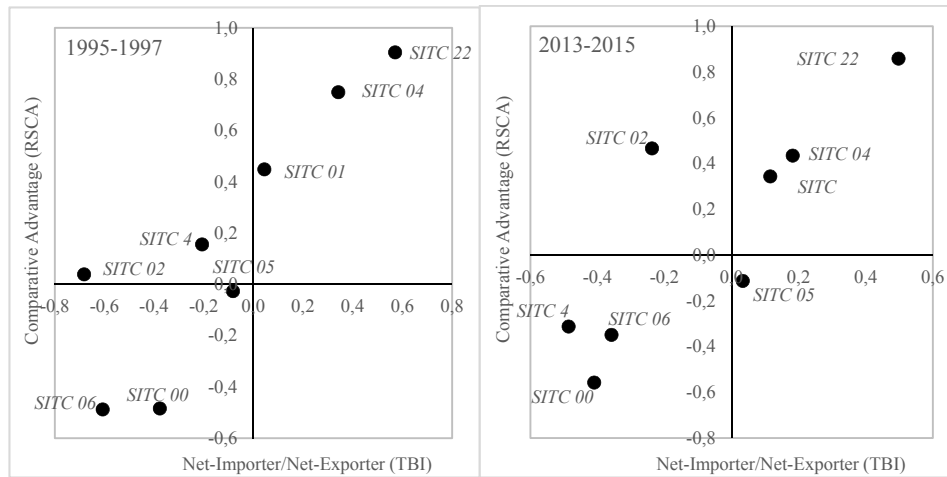 1995-1997
Comparative Advantage (RSCA)
1,0
0,8
0,6
0,4
0,2
0,0
-0,2
-0,4
-0,6
-0,8
-0,6
-0,4
-0,2
0,0
0,2
0,4
0,6
0,8
SITC 22
SITC 04
SITC 01
SITC 4
SITC 02
SITC 05
SITC 06
SITC 00
Net-Importer/Net-Exporter (TBI)
2013-2015
Comparative Advantage (RSCA)
1,0
0,8
0,6
0,4
0,2
0,0
-0,2
-0,4
-0,6
-0,8
-0,6
-0,4
-0,2
0,0
0,2
0,4
0,6
SITC 22
SITC 02
SITC 04
SITC
SITC 05
SITC 4
SITC 06
SITC 00
Net-Importer/Net-Exporter (TBI)